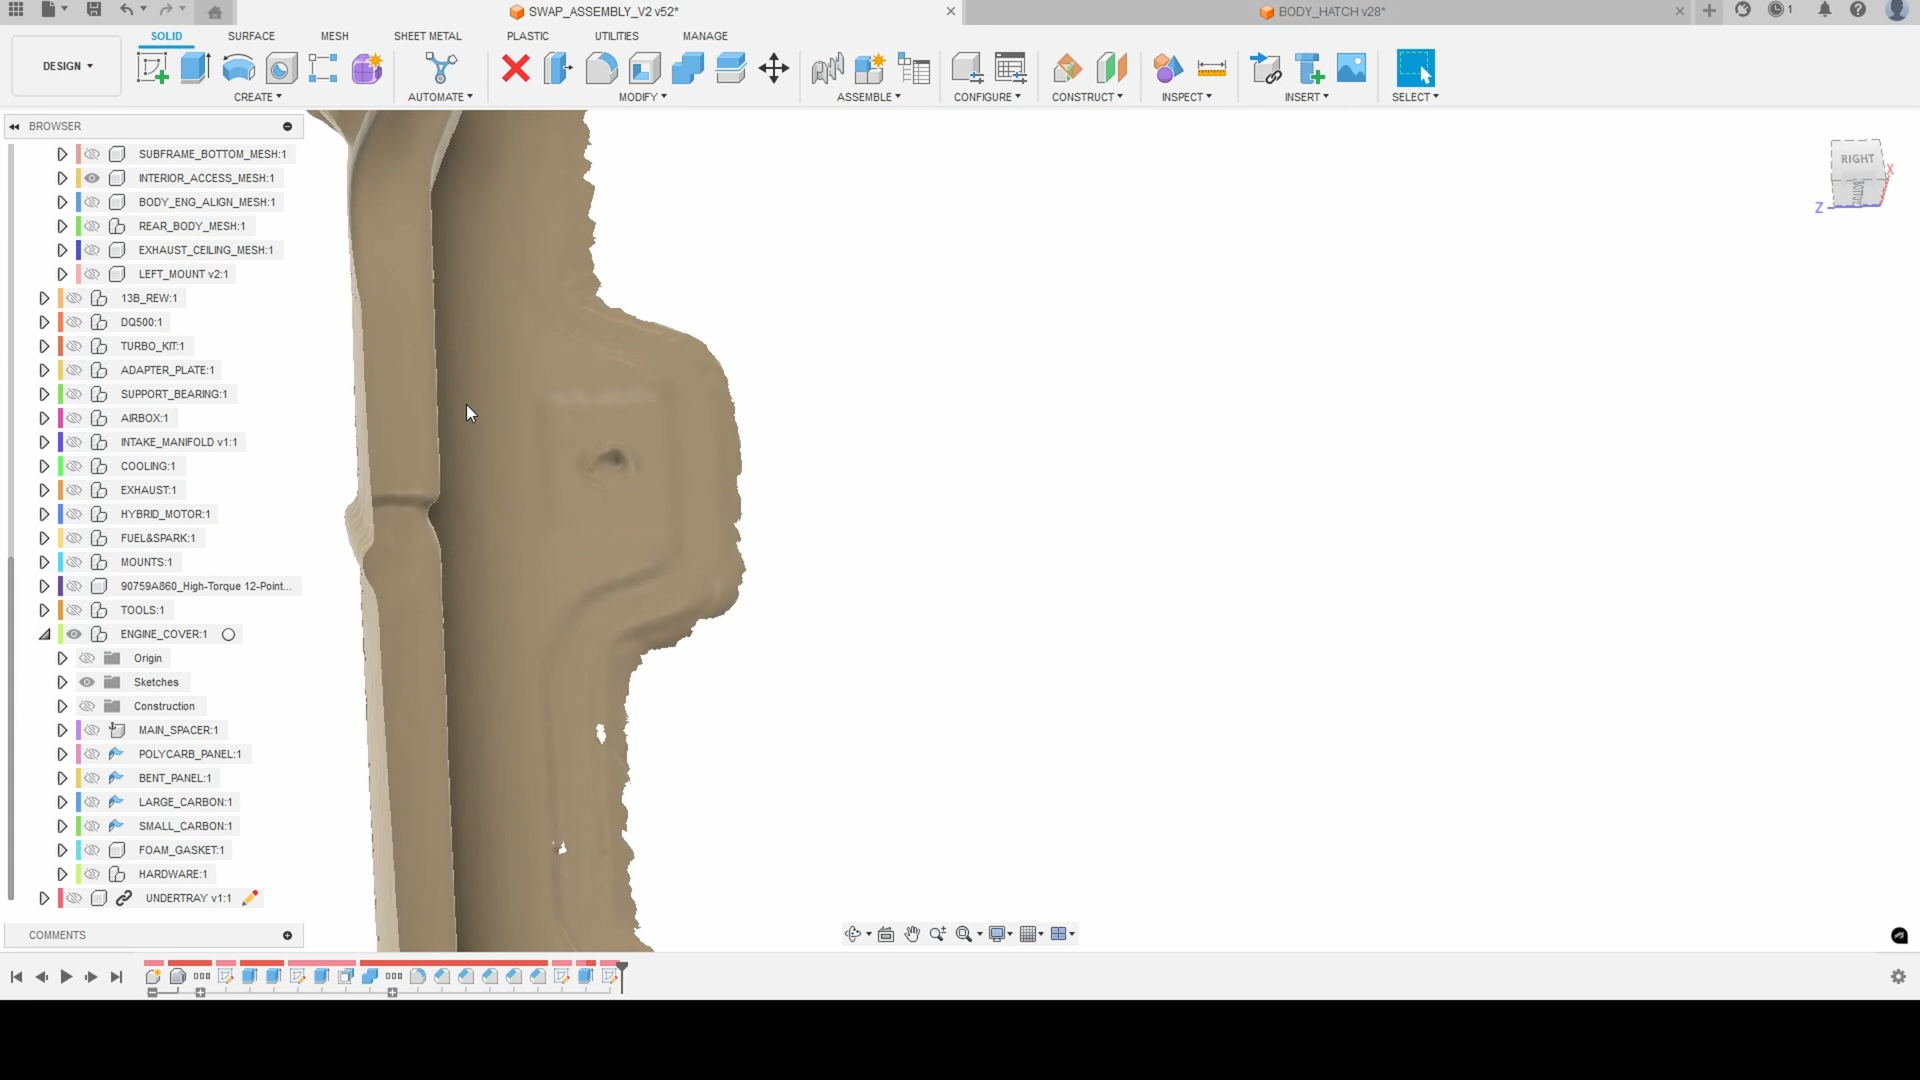 SWAP_ASSEMBLY_V2 v52*
BODY_HATCH v28*
1
DESIGN
SOLID
SURFACE
MESH
SHEET METAL
PLASTIC
UTILITIES
MANAGE
CREATE
AUTOMATE
MODIFY
ASSEMBLE
CONFIGURE
CONSTRUCT
INSPECT
INSERT
SELECT
BROWSER
SUBFRAME_BOTTOM_MESH:1
INTERIOR_ACCESS_MESH:1
BODY_ENG_ALIGN_MESH:1
REAR_BODY_MESH:1
EXHAUST_CEILING_MESH:1
LEFT_MOUNT v2:1
13B_REW:1
DQ500:1
TURBO_KIT:1
ADAPTER_PLATE:1
SUPPORT_BEARING:1
AIRBOX:1
INTAKE_MANIFOLD v1:1
COOLING:1
EXHAUST:1
HYBRID_MOTOR:1
FUEL&SPARK:1
MOUNTS:1
90759A860_High-Torque 12-Point...
TOOLS:1
ENGINE_COVER:1
Origin
Sketches
Construction
MAIN_SPACER:1
POLYCARB_PANEL:1
BENT_PANEL:1
LARGE_CARBON:1
SMALL_CARBON:1
FOAM_GASKET:1
HARDWARE:1
UNDERTRAY v1:1
COMMENTS
RIGHT
BOTTOM
X
Z